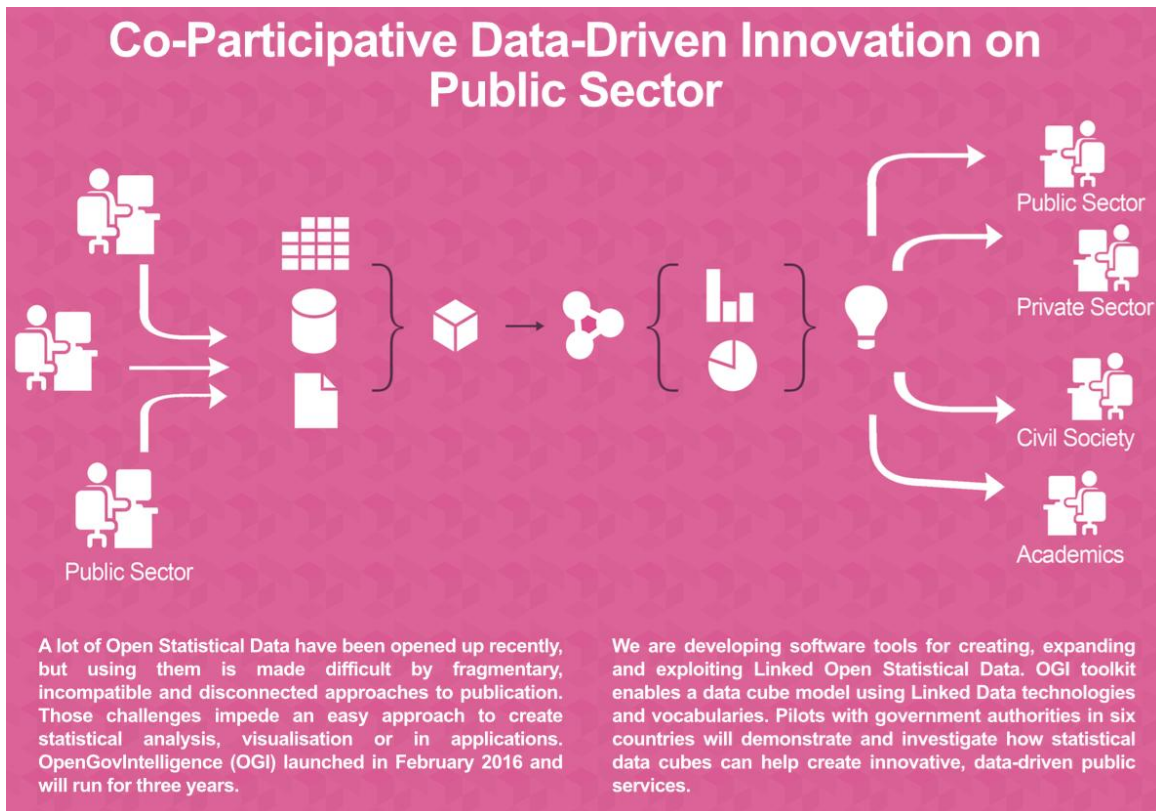 Co-Participative Data-Driven Innovation on
Public Sector
Public Sector
Private Sector
Civil Society
Academics
Public Sector
A lot of Open Statistical Data have been opened up recently,
but using them is made difficult by fragmentary,
incompatible and disconnected approaches to publication.
Those challenges impede an easy approach to create
statistical analysis, visualisation or in applications.
OpenGovIntelligence (OGI) launched in February 2016 and
will run for three years.
We are developing software tools for creating, expanding
and exploiting Linked Open Statistical Data. OGI toolkit
enables a data cube model using Linked Data technologies
and vocabularies. Pilots with government authorities in six
countries will demonstrate and investigate how statistical
data cubes can help create innovative, data-driven public
services.